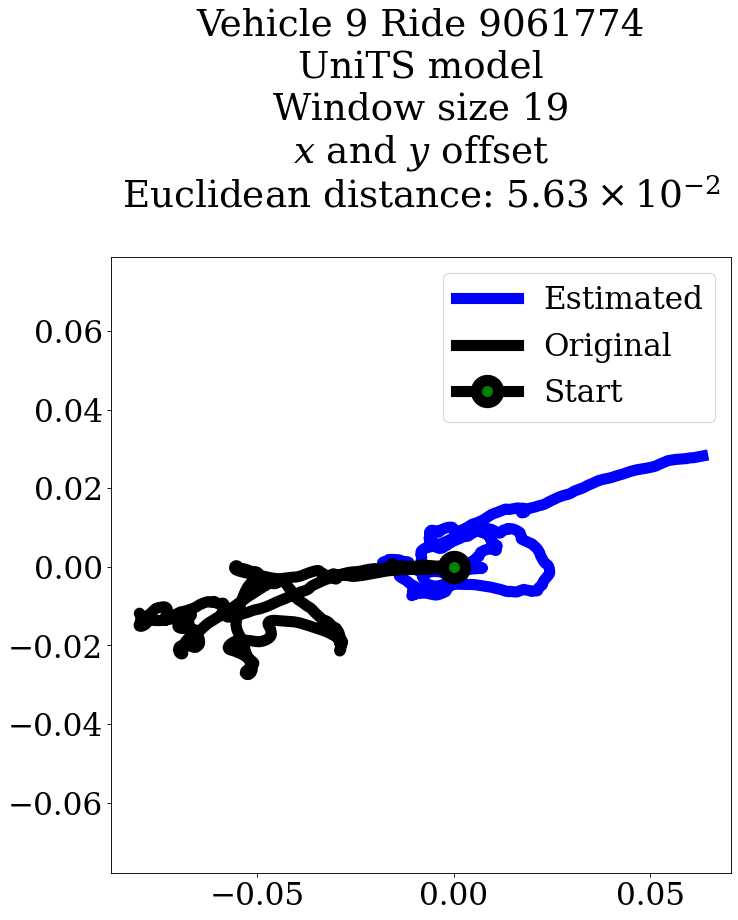 Vehicle 9 Ride 9061774
UniTS model
Window size 19
x and y offset
Euclidean distance: 5.63 × 10⁻²
Estimated
Original
Start
0.06
0.04
0.02
0.00
−0.02
−0.04
−0.06
−0.05
0.00
0.05